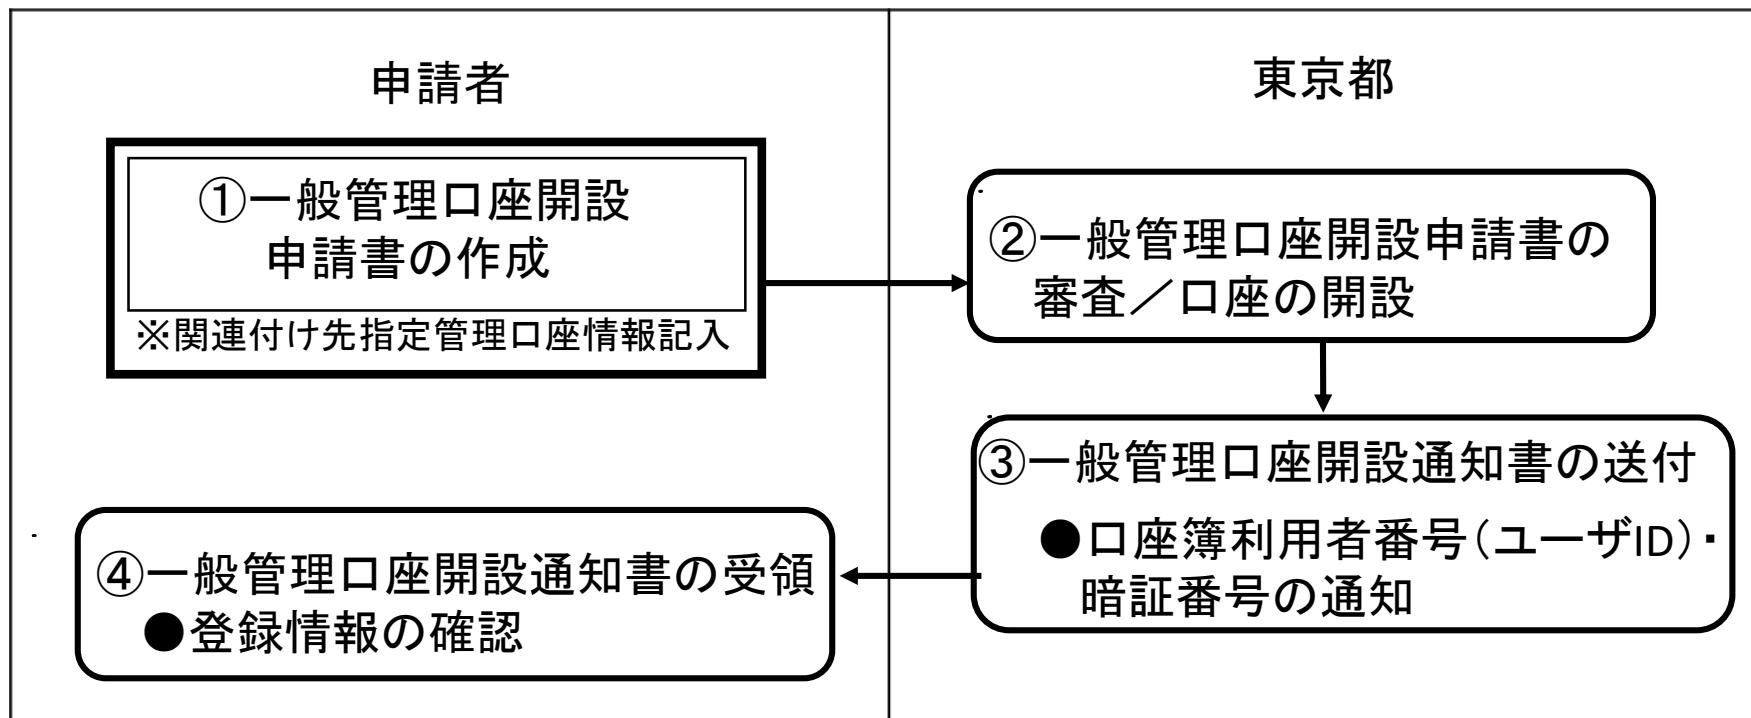 申請者
①一般管理口座開設
申請書の作成
※関連付け先指定管理口座情報記入
東京都
②一般管理口座開設申請書の
審査／口座の開設
③一般管理口座開設通知書の送付
●口座簿利用者番号（ユーザID）・
暗証番号の通知
④一般管理口座開設通知書の受領
●登録情報の確認